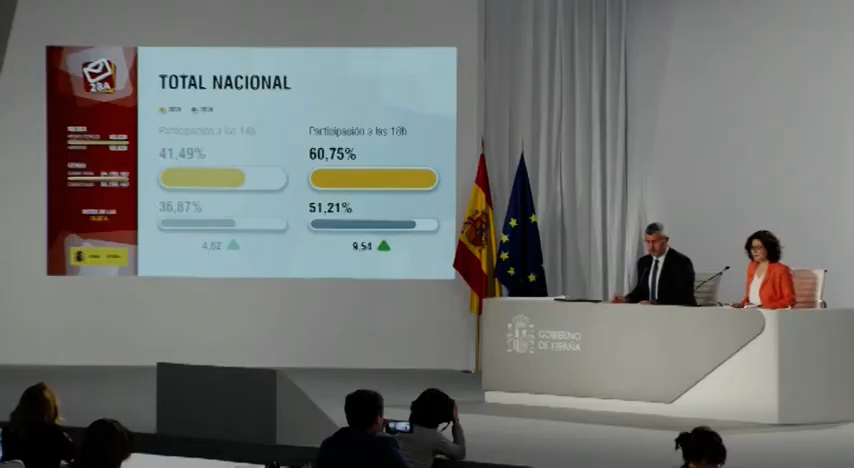 28A
TOTAL NACIONAL
Participación a las 14h
Participación a las 18h
41,49%
60,75%
36,87%
51,21%
4,62
9,54
GOBIERNO
DE ESPAÑA